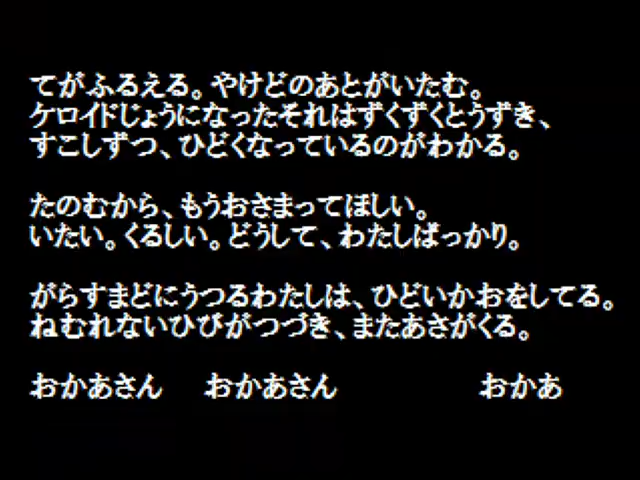 てがふるえる。やけどのあとがいたむ。
ケロイドじょうになったそれはずくずくとうずき、
すこしずつ、ひどくなっているのがわかる。
たのむから、もうおさまってほしい。
いたい。くるしい。どうして、わたしばっかり。
がらすまどにうつるわたしは、ひどいかおをしてる。
ねむれないひびがつづき、またあさがくる。
おかあさん　おかあさん　　　　　おかあ